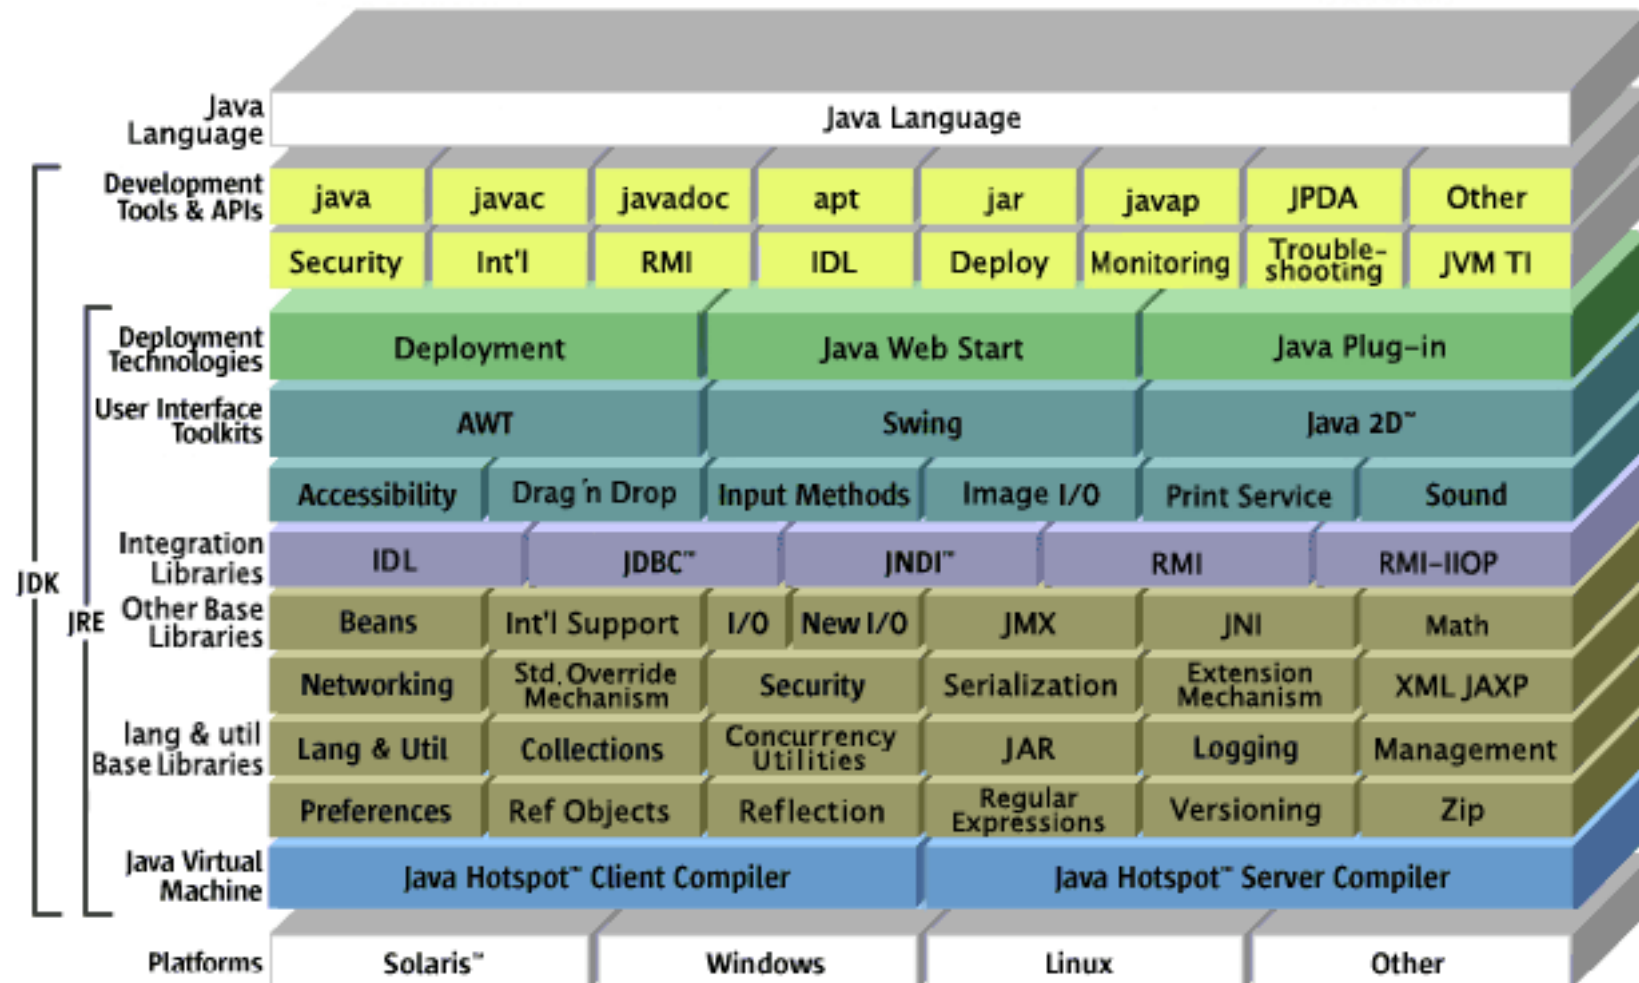 Java
Language
Java Language
Development
Tools & APIs
java javac javadoc apt jar javap JPDA Other
Security Int'l RMI IDL Deploy Monitoring Trouble-
shooting JVM TI
Deployment
Technologies
Deployment Java Web Start Java Plug-in
User Interface
Toolkits
AWT Swing Java 2D™
Accessibility Drag 'n Drop Input Methods Image I/O Print Service Sound
Integration
Libraries
IDL JDBC™ JNDI™ RMI RMI-IIOP
JDK
JRE
Other Base
Libraries
Beans Int'l Support I/O New I/O JMX JNI Math
Networking Std. Override
Mechanism Security Serialization Extension
Mechanism XML JAXP
lang & util
Base Libraries
Lang & Util Collections Concurrency
Utilities JAR Logging Management
Preferences Ref Objects Reflection Regular
Expressions Versioning Zip
Java Virtual
Machine
Java Hotspot™ Client Compiler Java Hotspot™ Server Compiler
Platforms
Solaris™ Windows Linux Other